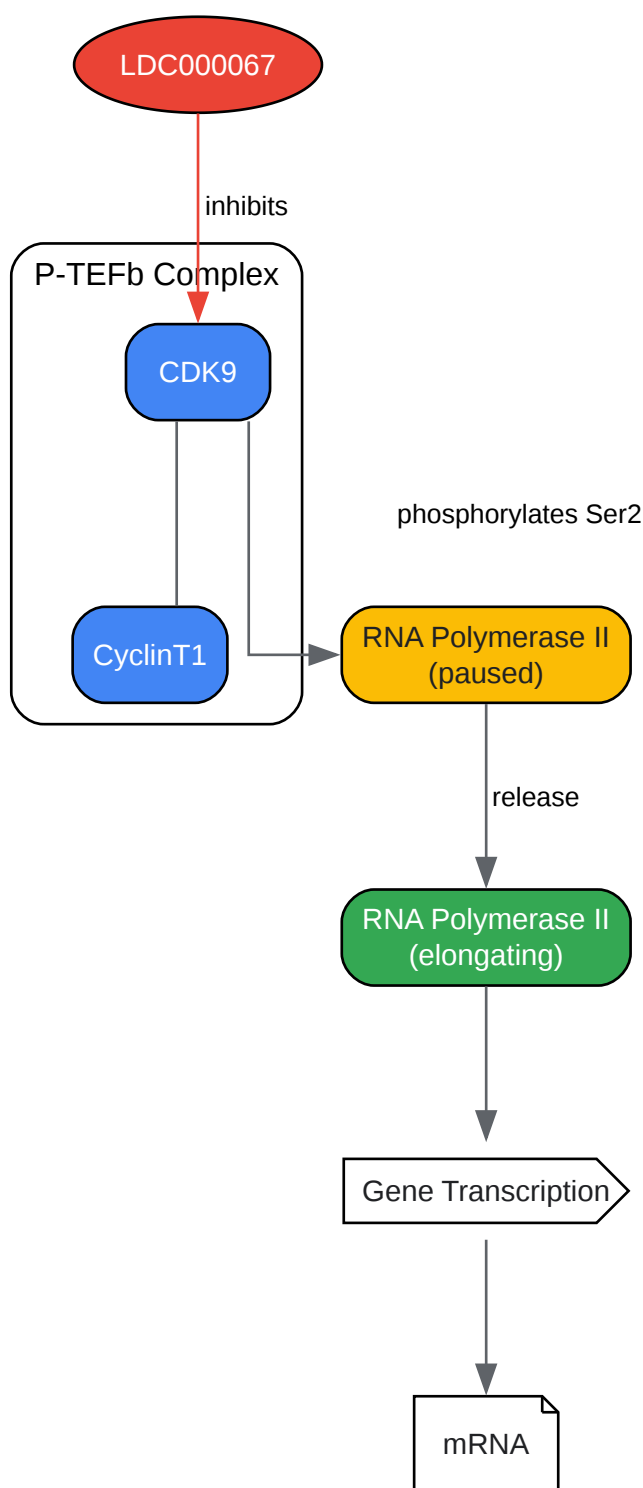 LDC000067
inhibits
P-TEFb Complex
CDK9
phosphorylates Ser2
CyclinT1
RNA Polymerase II
(paused)
release
RNA Polymerase II
(elongating)
Gene Transcription
mRNA